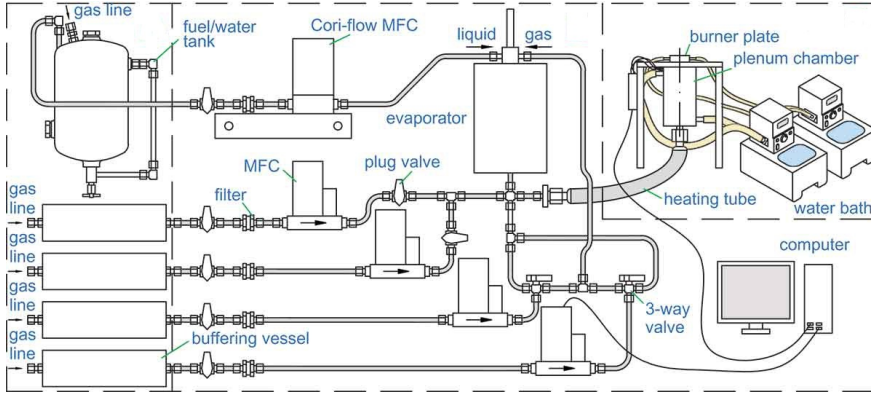 gas line
fuel/water
tank
Cori-flow MFC
liquid
gas
burner plate
plenum chamber
evaporator
MFC
plug valve
gas
line
filter
heating tube
water bath
gas
line
computer
gas
line
3-way
valve
gas
line
buffering vessel